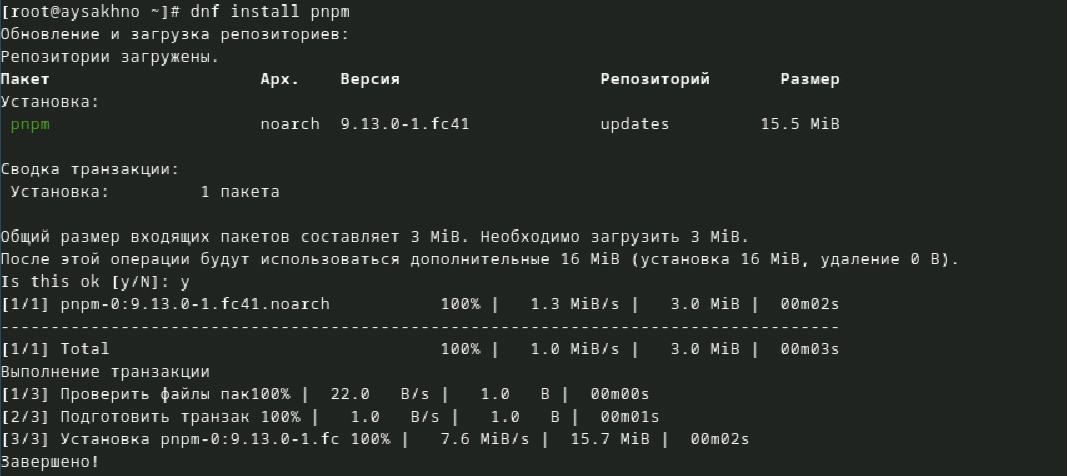 [root@aysakhno ~]# dnf install pnpm
Обновление и загрузка репозиториев:
Репозитории загружены.
Пакет Арх. Версия Репозиторий Размер
Установка:
pnpm noarch 9.13.0-1.fc41 updates 15.5 MiB
Сводка транзакции:
Установка: 1 пакета
Общий размер входящих пакетов составляет 3 MiB. Необходимо загрузить 3 MiB.
После этой операции будут использоваться дополнительные 16 MiB (установка 16 MiB, удаление 0 B).
Is this ok [y/N]: y
[1/1] pnpm-0:9.13.0-1.fc41.noarch 100% | 1.3 MiB/s | 3.0 MiB | 00m02s
------------------------------------------------------------------------------------
[1/1] Total 100% | 1.0 MiB/s | 3.0 MiB | 00m03s
Выполнение транзакции
[1/3] Проверить файлы пак100% | 22.0 B/s | 1.0 B | 00m00s
[2/3] Подготовить транзак 100% | 1.0 B/s | 1.0 B | 00m01s
[3/3] Установка pnpm-0:9.13.0-1.fc 100% | 7.6 MiB/s | 15.7 MiB | 00m02s
Завершено!